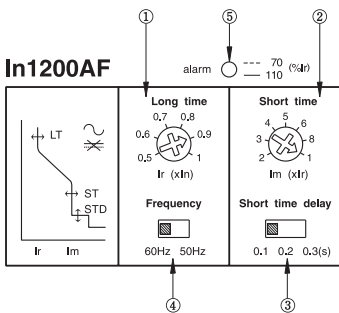 ① ⑤ ②
In1200AF
alarm --- 70 (%Ir)
— 110
LT
ST
STD
Ir Im
Long time
0.5 0.6 0.7 0.8 0.9 1
Ir (xIn)
Frequency
60Hz 50Hz
Short time
2 3 4 5 6 8 1
Im (xIr)
Short time delay
0.1 0.2 0.3(s)
④ ③